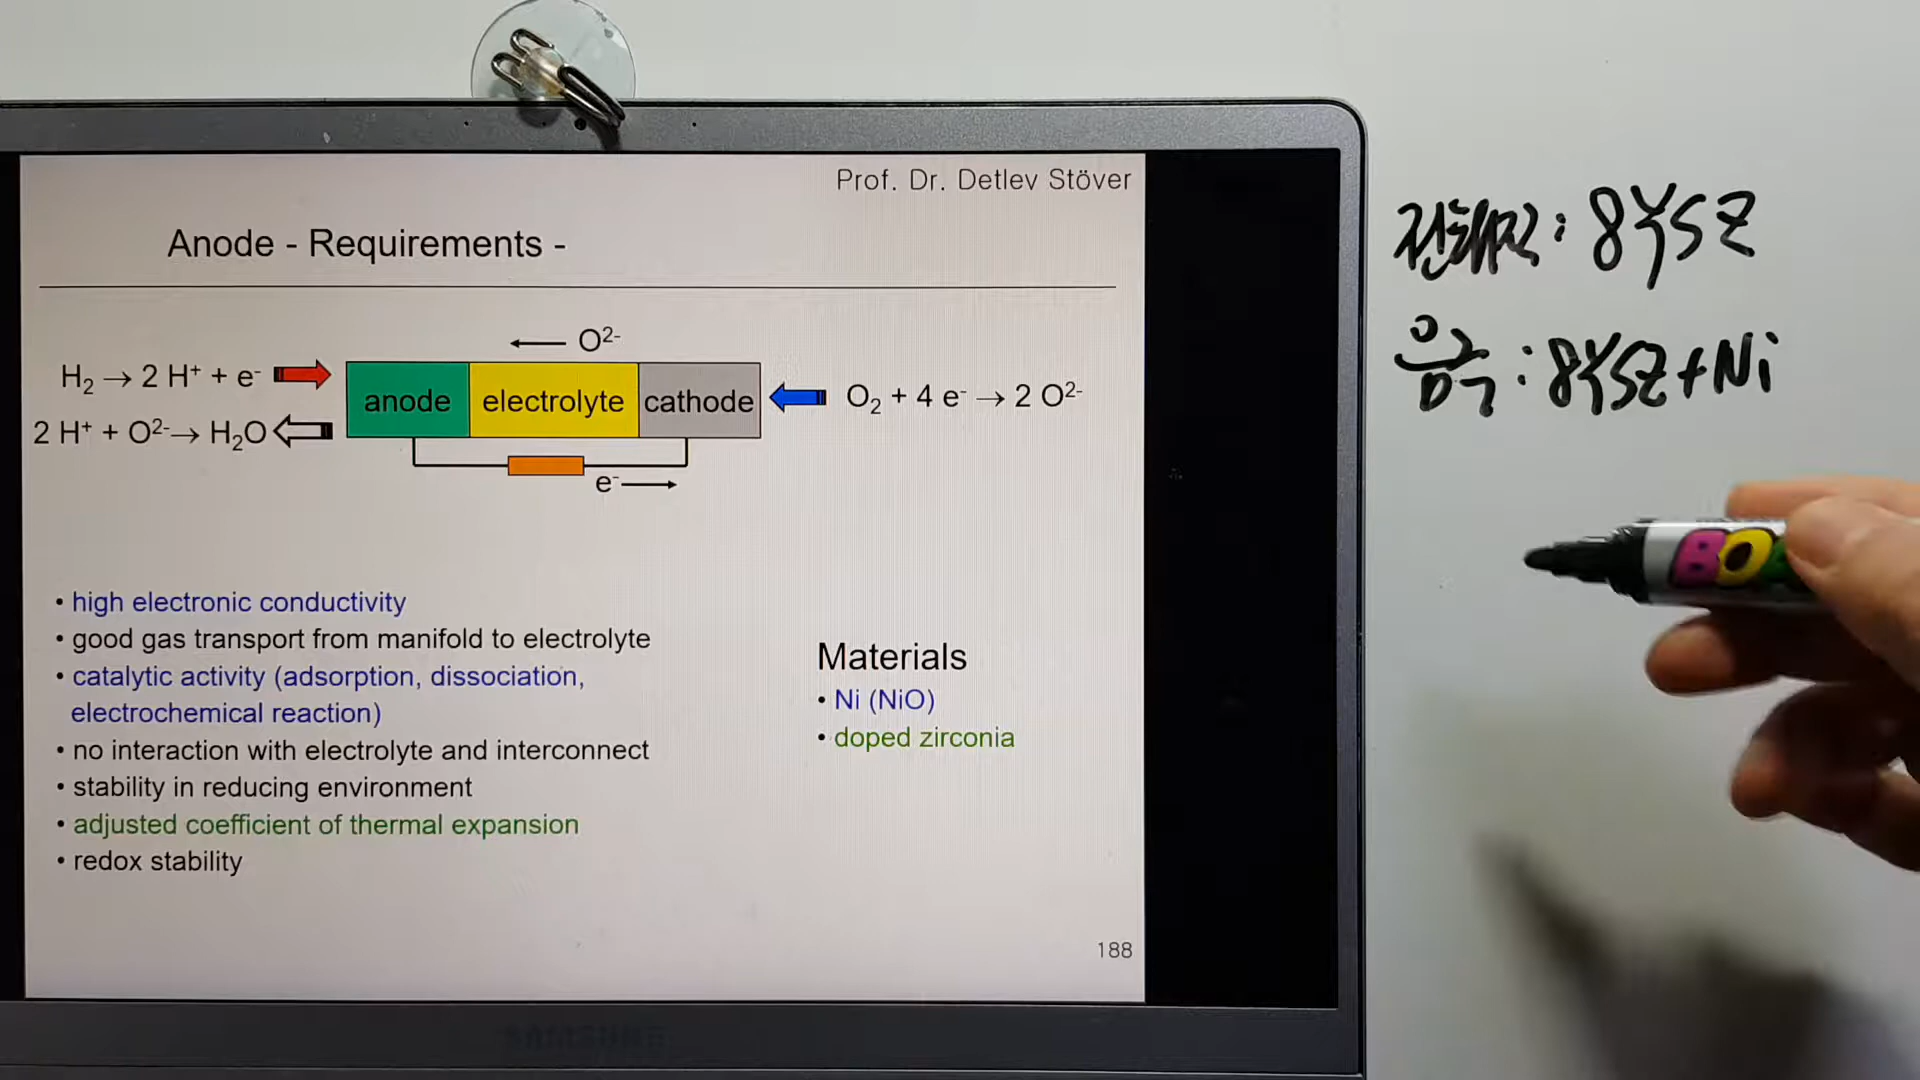 Prof. Dr. Detlev Stöver
Anode - Requirements -
O²⁻
H₂ → 2 H⁺ + e⁻
2 H⁺ + O²⁻ → H₂O
anode
electrolyte
cathode
O₂ + 4 e⁻ → 2 O²⁻
e⁻
• high electronic conductivity
• good gas transport from manifold to electrolyte
• catalytic activity (adsorption, dissociation,
electrochemical reaction)
• no interaction with electrolyte and interconnect
• stability in reducing environment
• adjusted coefficient of thermal expansion
• redox stability
Materials
• Ni (NiO)
• doped zirconia
188
SAMSUNG
전해질 : 8YSZ
음극 : 8YSZ + Ni
BO